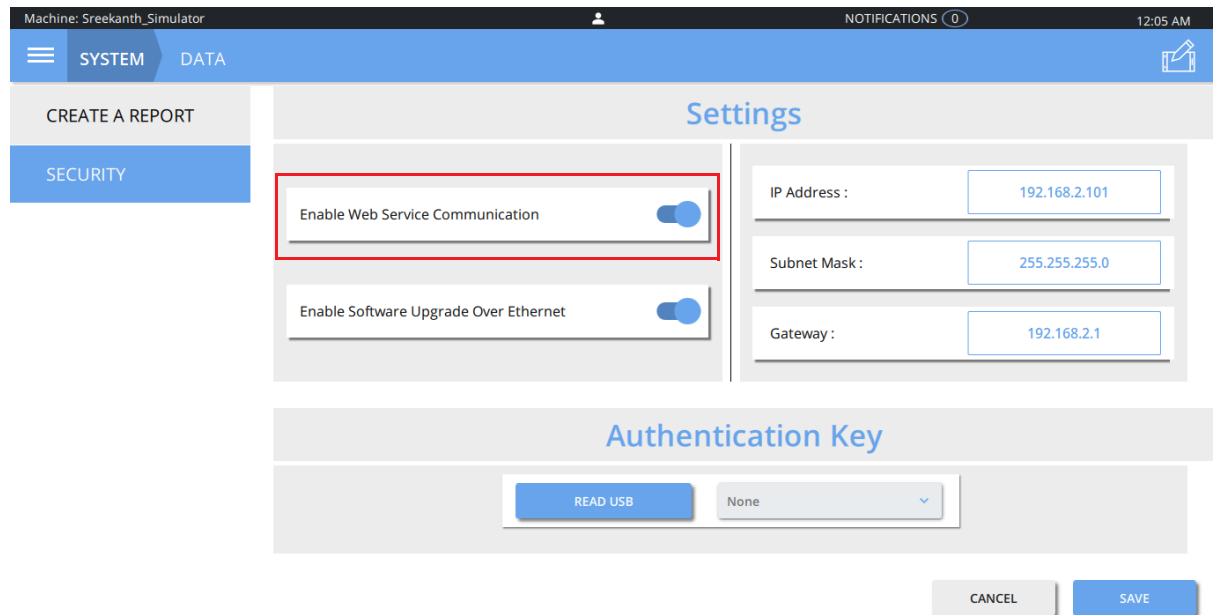 Machine: Sreekanth_Simulator
NOTIFICATIONS 0
12:05 AM
SYSTEM
DATA
CREATE A REPORT
SECURITY
Settings
Enable Web Service Communication
Enable Software Upgrade Over Ethernet
IP Address : 192.168.2.101
Subnet Mask : 255.255.255.0
Gateway : 192.168.2.1
Authentication Key
READ USB
None
CANCEL
SAVE